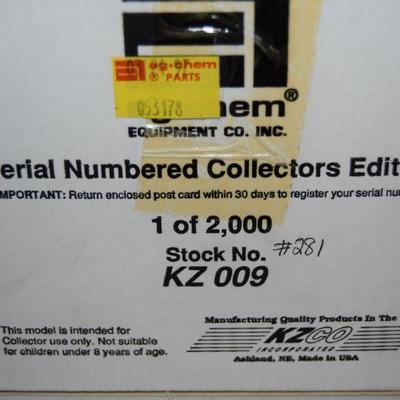 ag-chem
® PARTS
053178
ag-chem®
EQUIPMENT CO. INC.
erial Numbered Collectors Edit
IMPORTANT: Return enclosed post card within 30 days to register your serial nu
1 of 2,000
Stock No. #281
KZ 009
This model is intended for
Collector use only. Not suitable
for children under 8 years of age.
Manufacturing Quality Products In The
KZCO
INCORPORATED
Ashland, NE, Made in USA